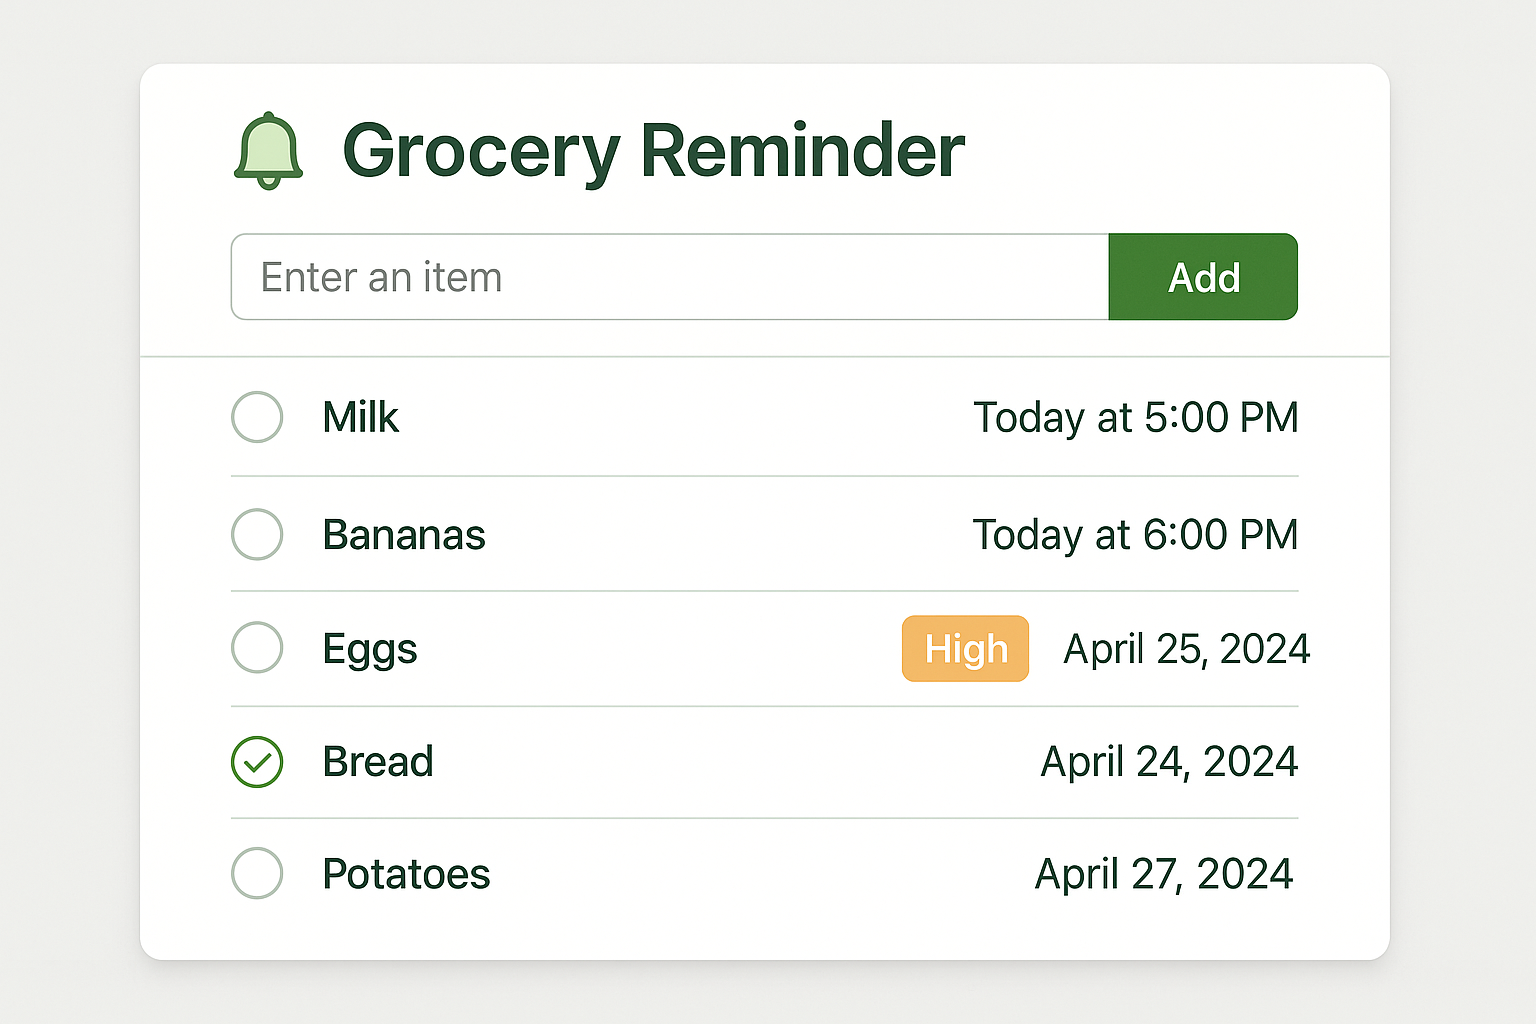 Grocery Reminder
Enter an item Add
Milk Today at 5:00 PM
Bananas Today at 6:00 PM
Eggs High April 25, 2024
Bread April 24, 2024
Potatoes April 27, 2024